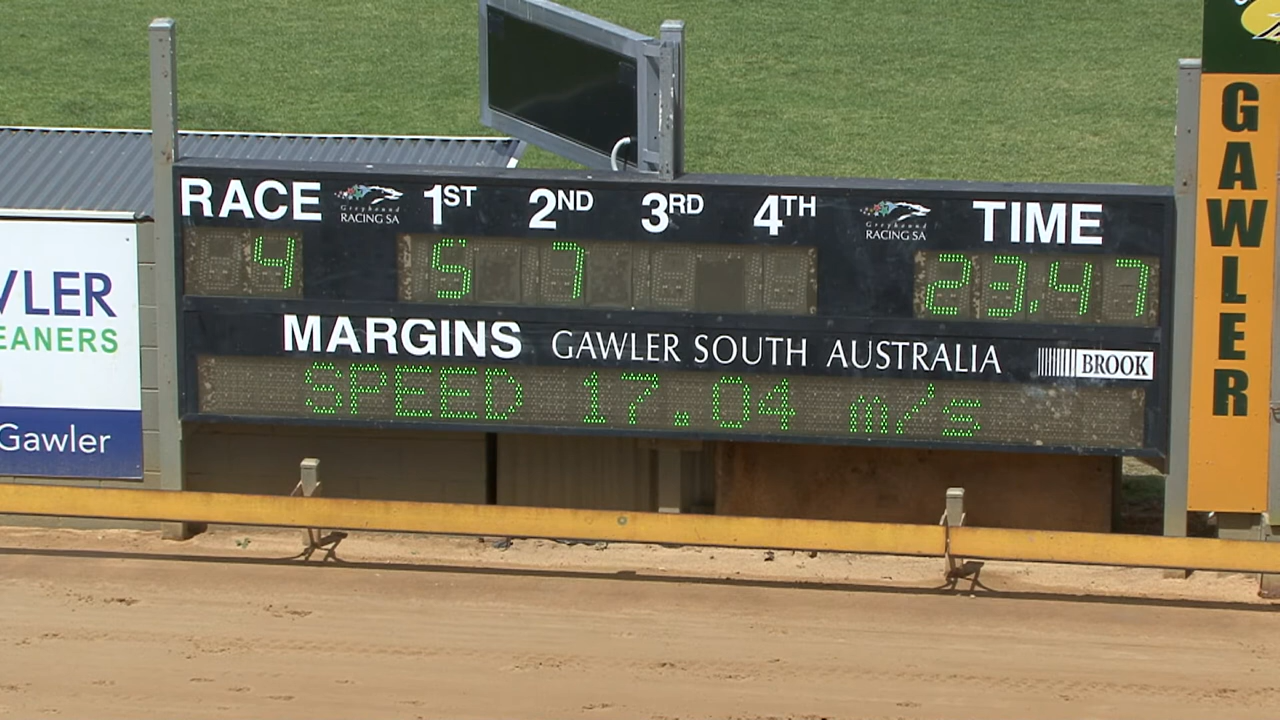 RACE
Greyhound
RACING SA
1ST 2ND 3RD 4TH
Greyhound
RACING SA
TIME
4 5 7 23.47
MARGINS GAWLER SOUTH AUSTRALIA BROOK
SPEED 17.04 m/s
VLER
EANERS
Gawler
GAWLER